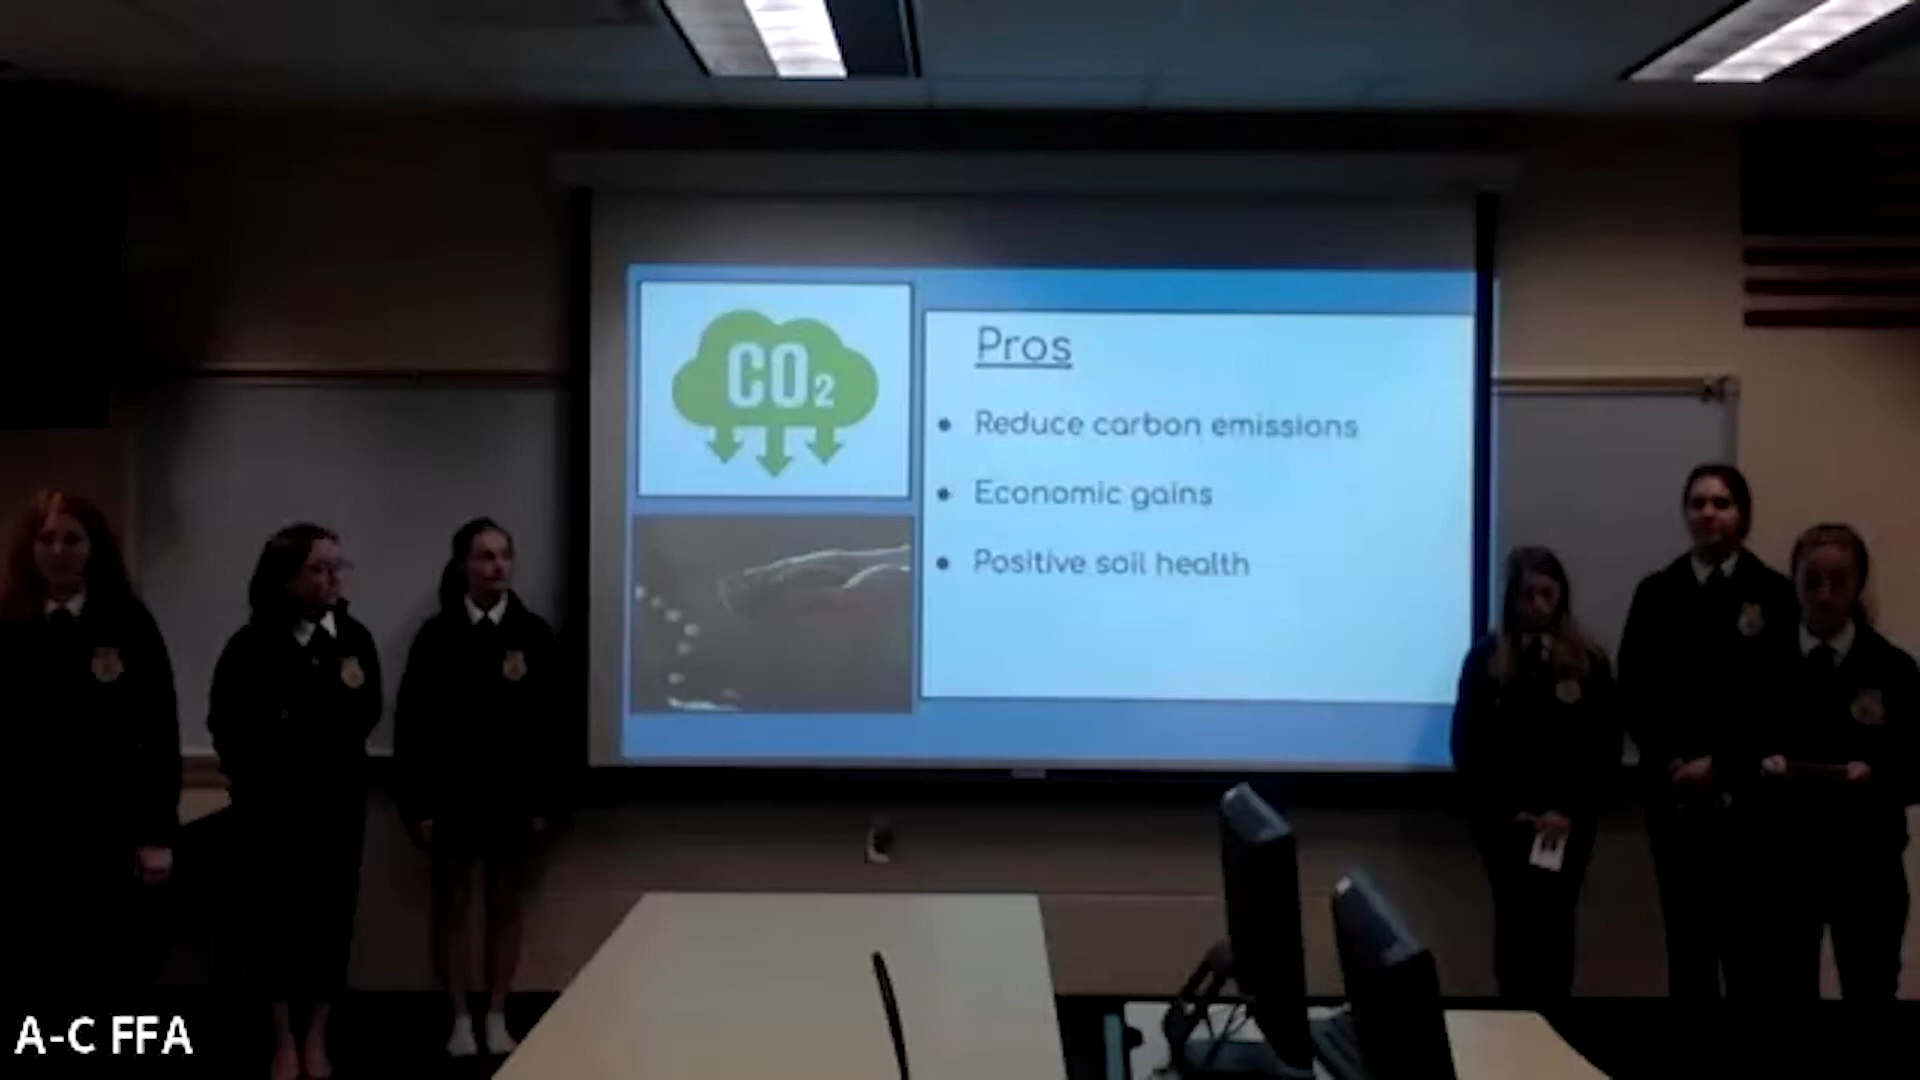 CO₂
Pros
• Reduce carbon emissions
• Economic gains
• Positive soil health
A-C FFA